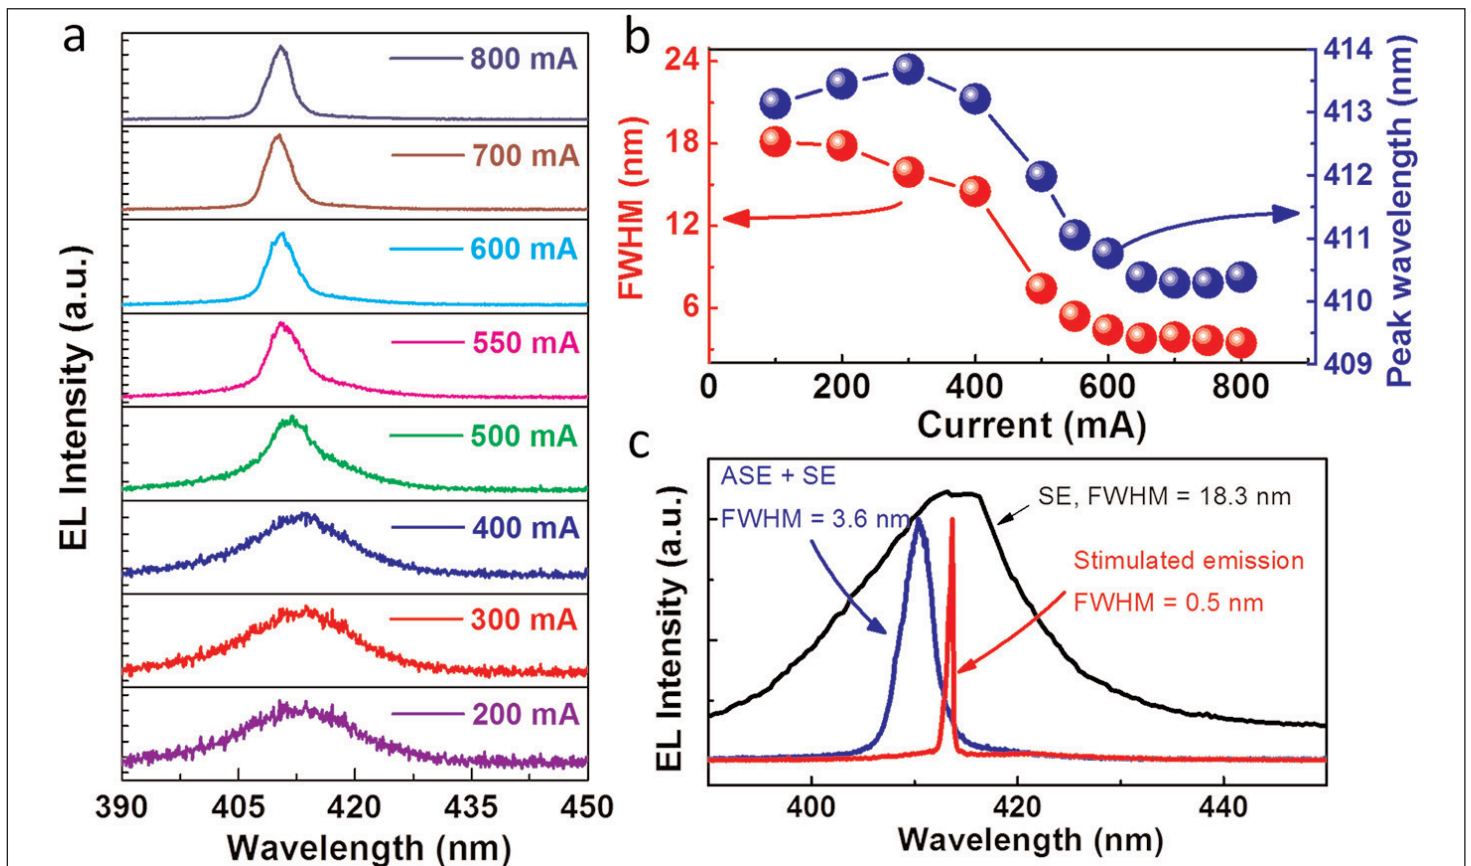 a
EL Intensity (a.u.)
800 mA
700 mA
600 mA
550 mA
500 mA
400 mA
300 mA
200 mA
390 405 420 435 450
Wavelength (nm)
b
FWHM (nm)
24
18
12
6
414
413
412
411
410
409
Peak wavelength (nm)
0 200 400 600 800
Current (mA)
c
EL Intensity (a.u.)
ASE + SE
FWHM = 3.6 nm
SE, FWHM = 18.3 nm
Stimulated emission
FWHM = 0.5 nm
400 420 440
Wavelength (nm)